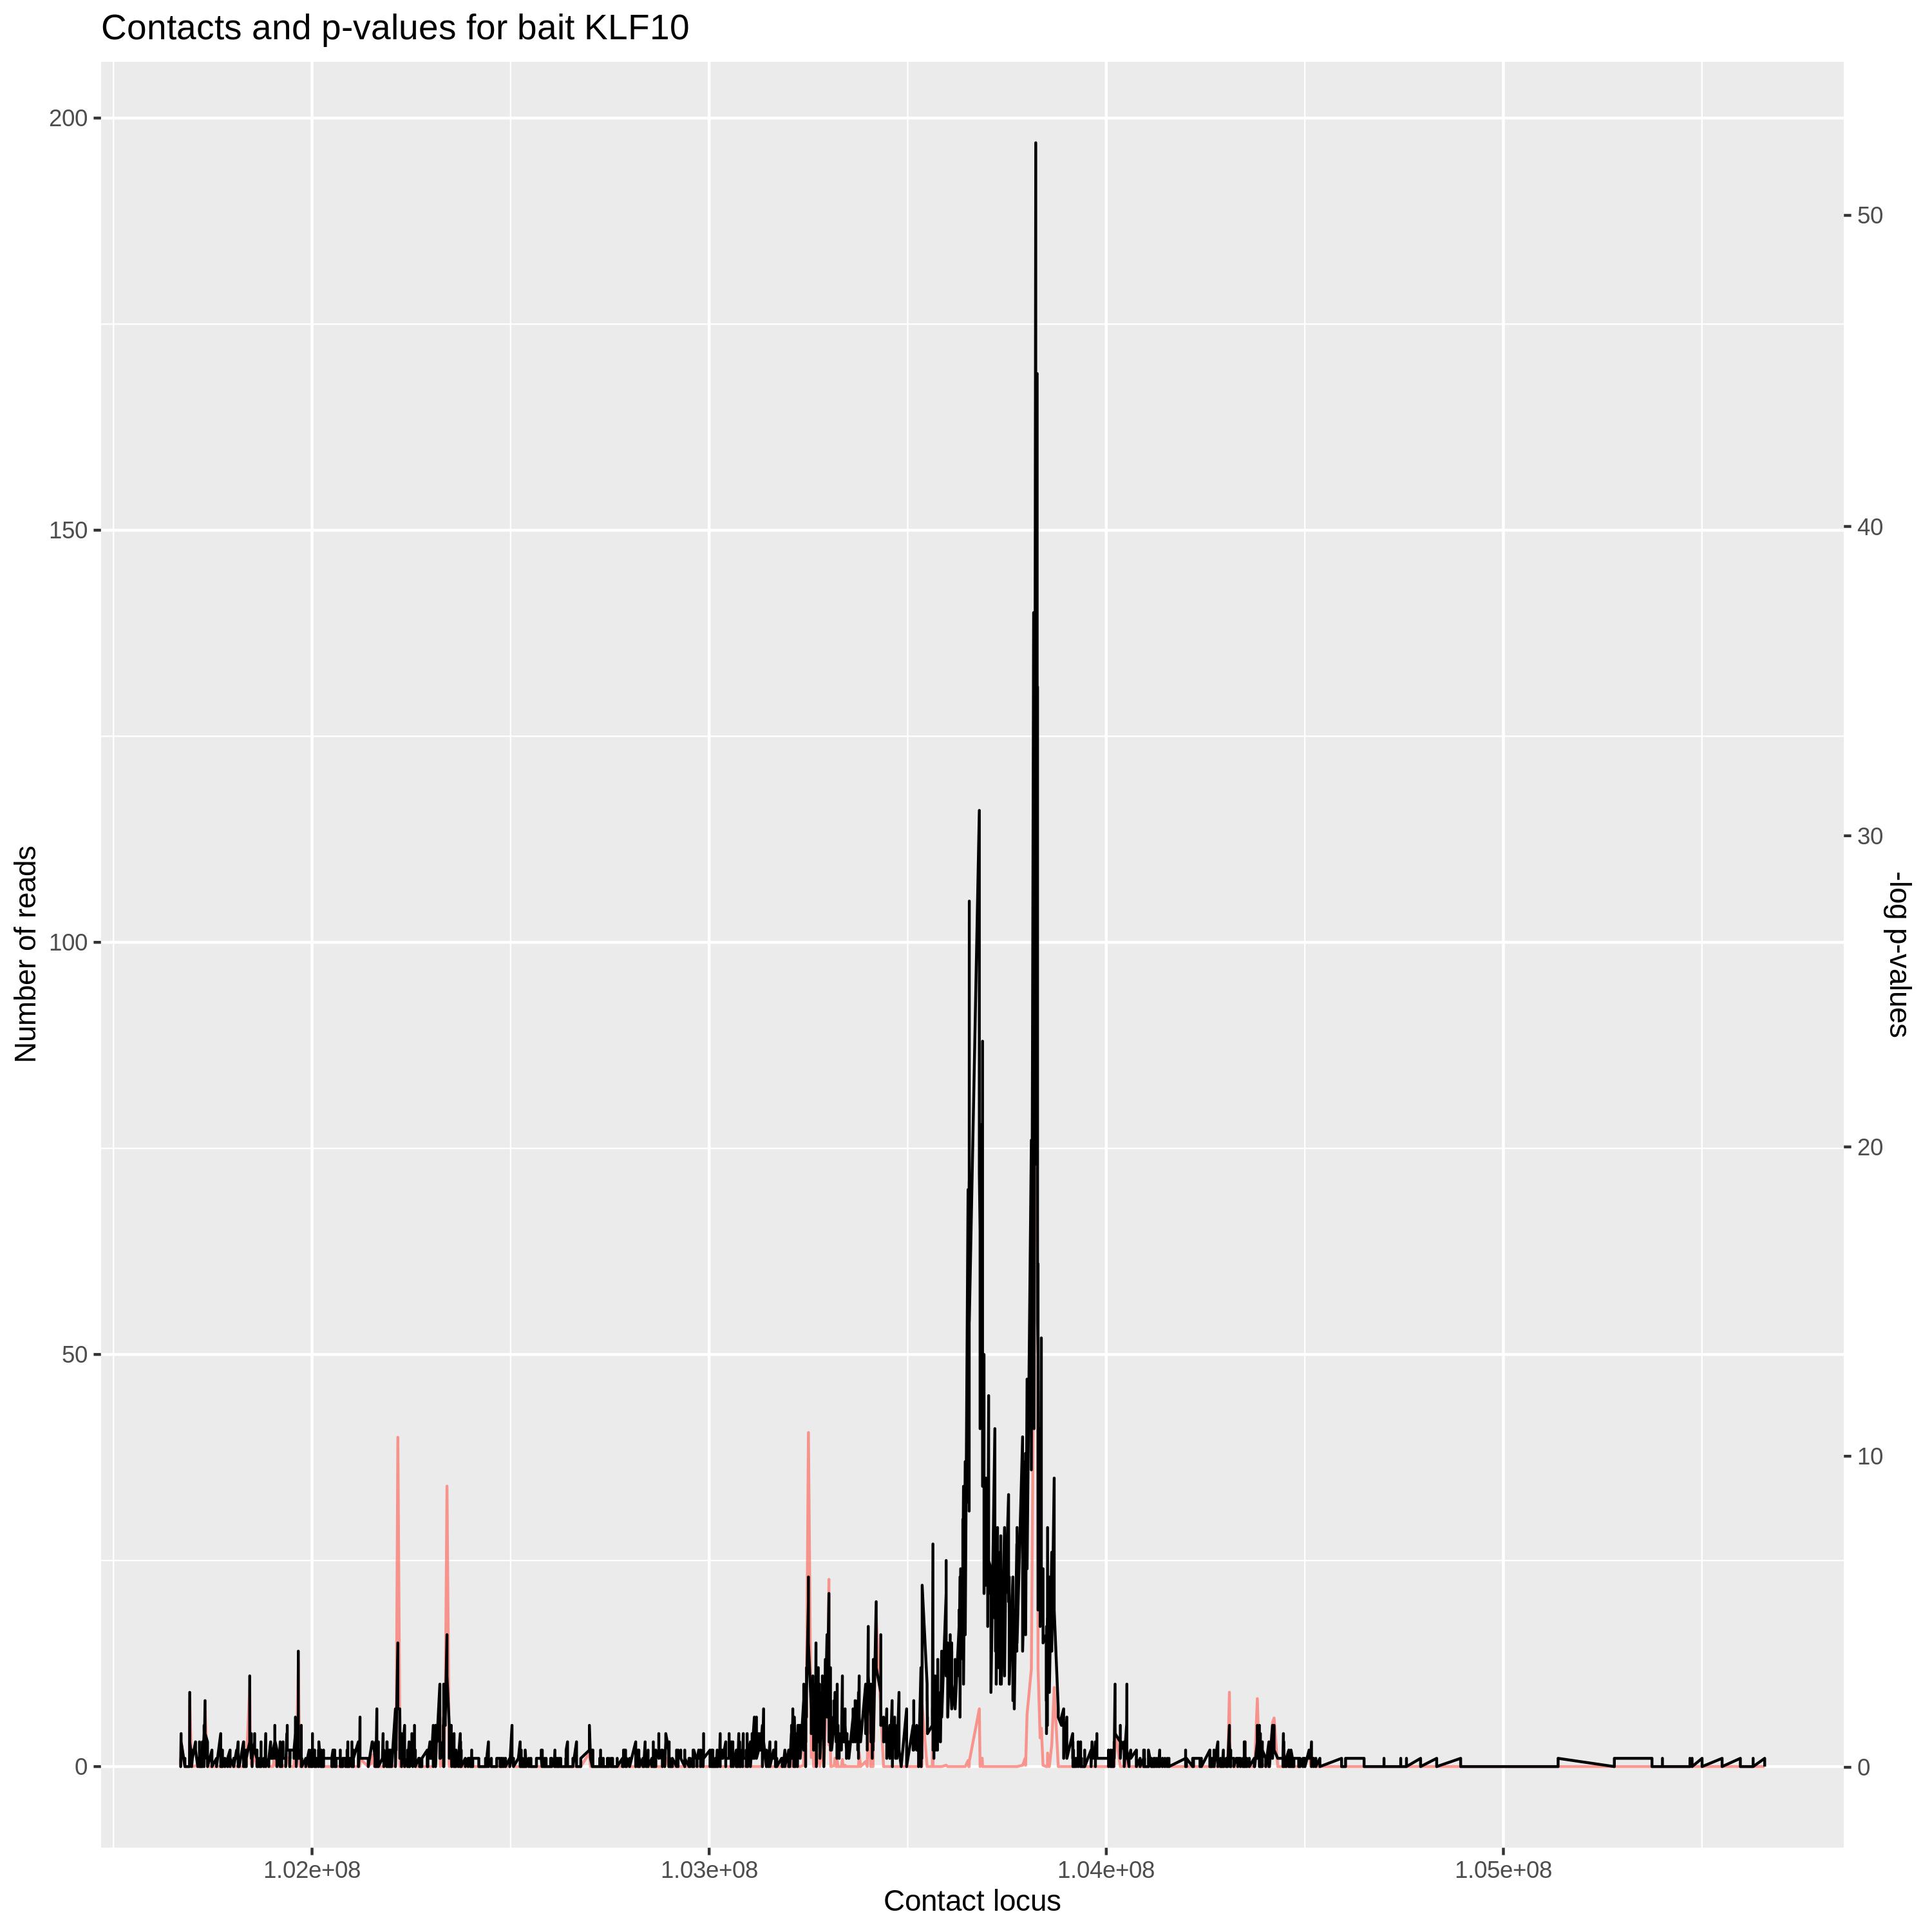 Contacts and p-values for bait KLF10
200
150
100
50
0
50
40
30
20
10
0
Number of reads
-log p-values
1.02e+08 1.03e+08 1.04e+08 1.05e+08
Contact locus